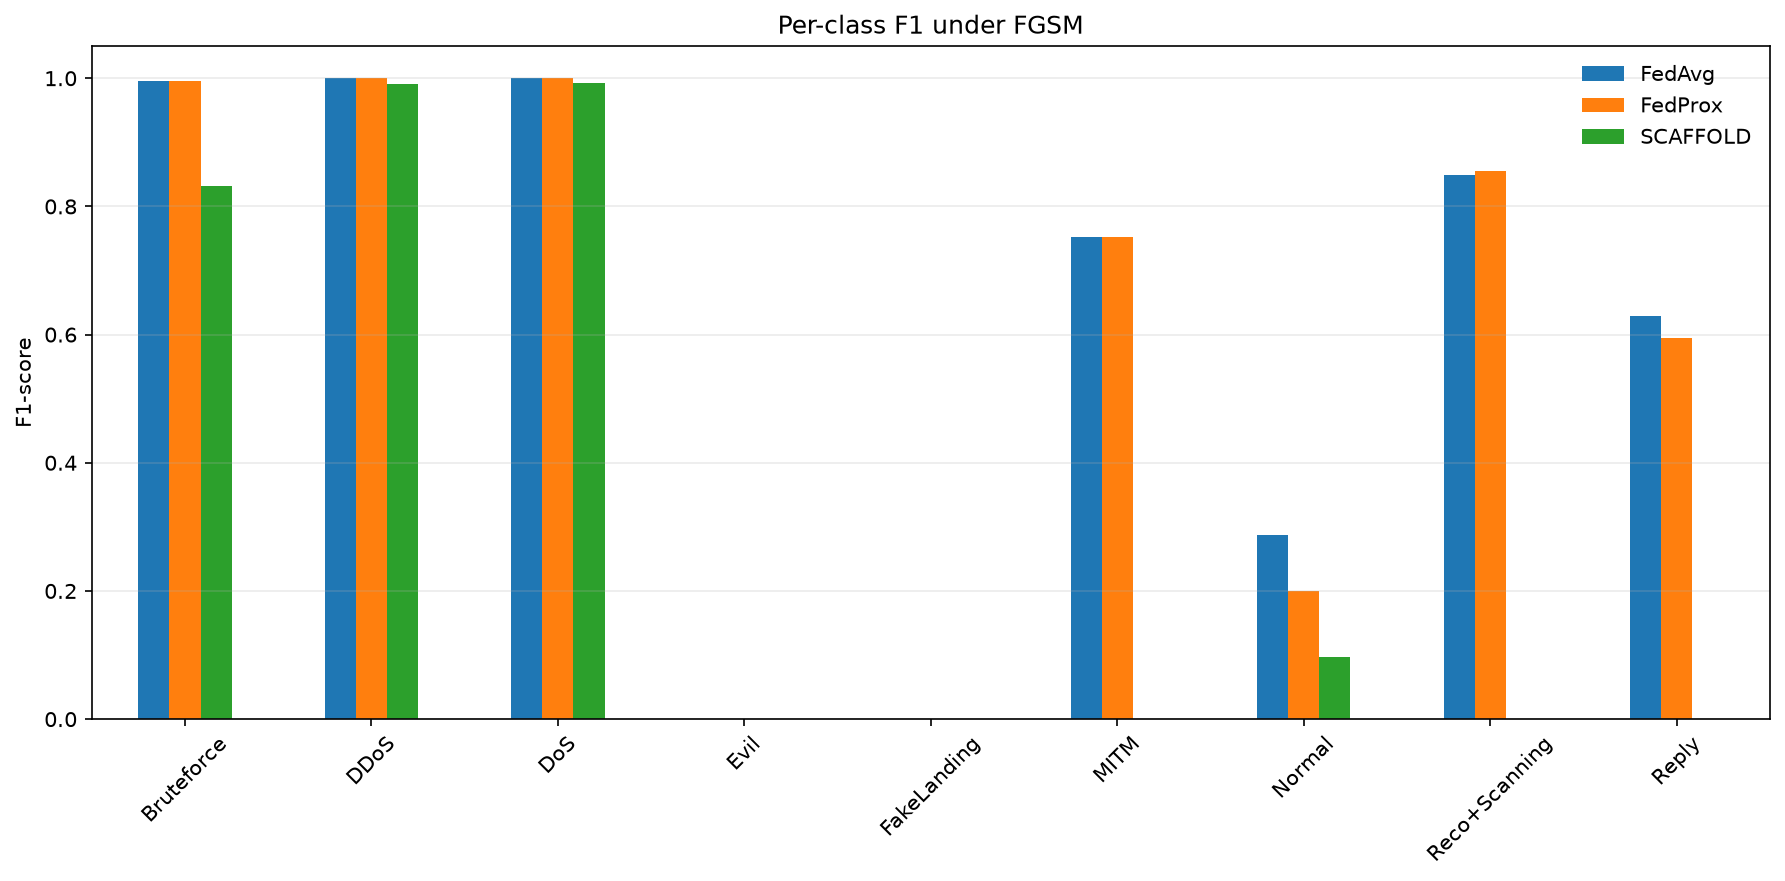 Per-class F1 under FGSM
FedAvg
FedProx
SCAFFOLD
F1-score
1.0
0.8
0.6
0.4
0.2
0.0
Bruteforce
DDoS
DoS
Evil
FakeLanding
MITM
Normal
Reco+Scanning
Reply